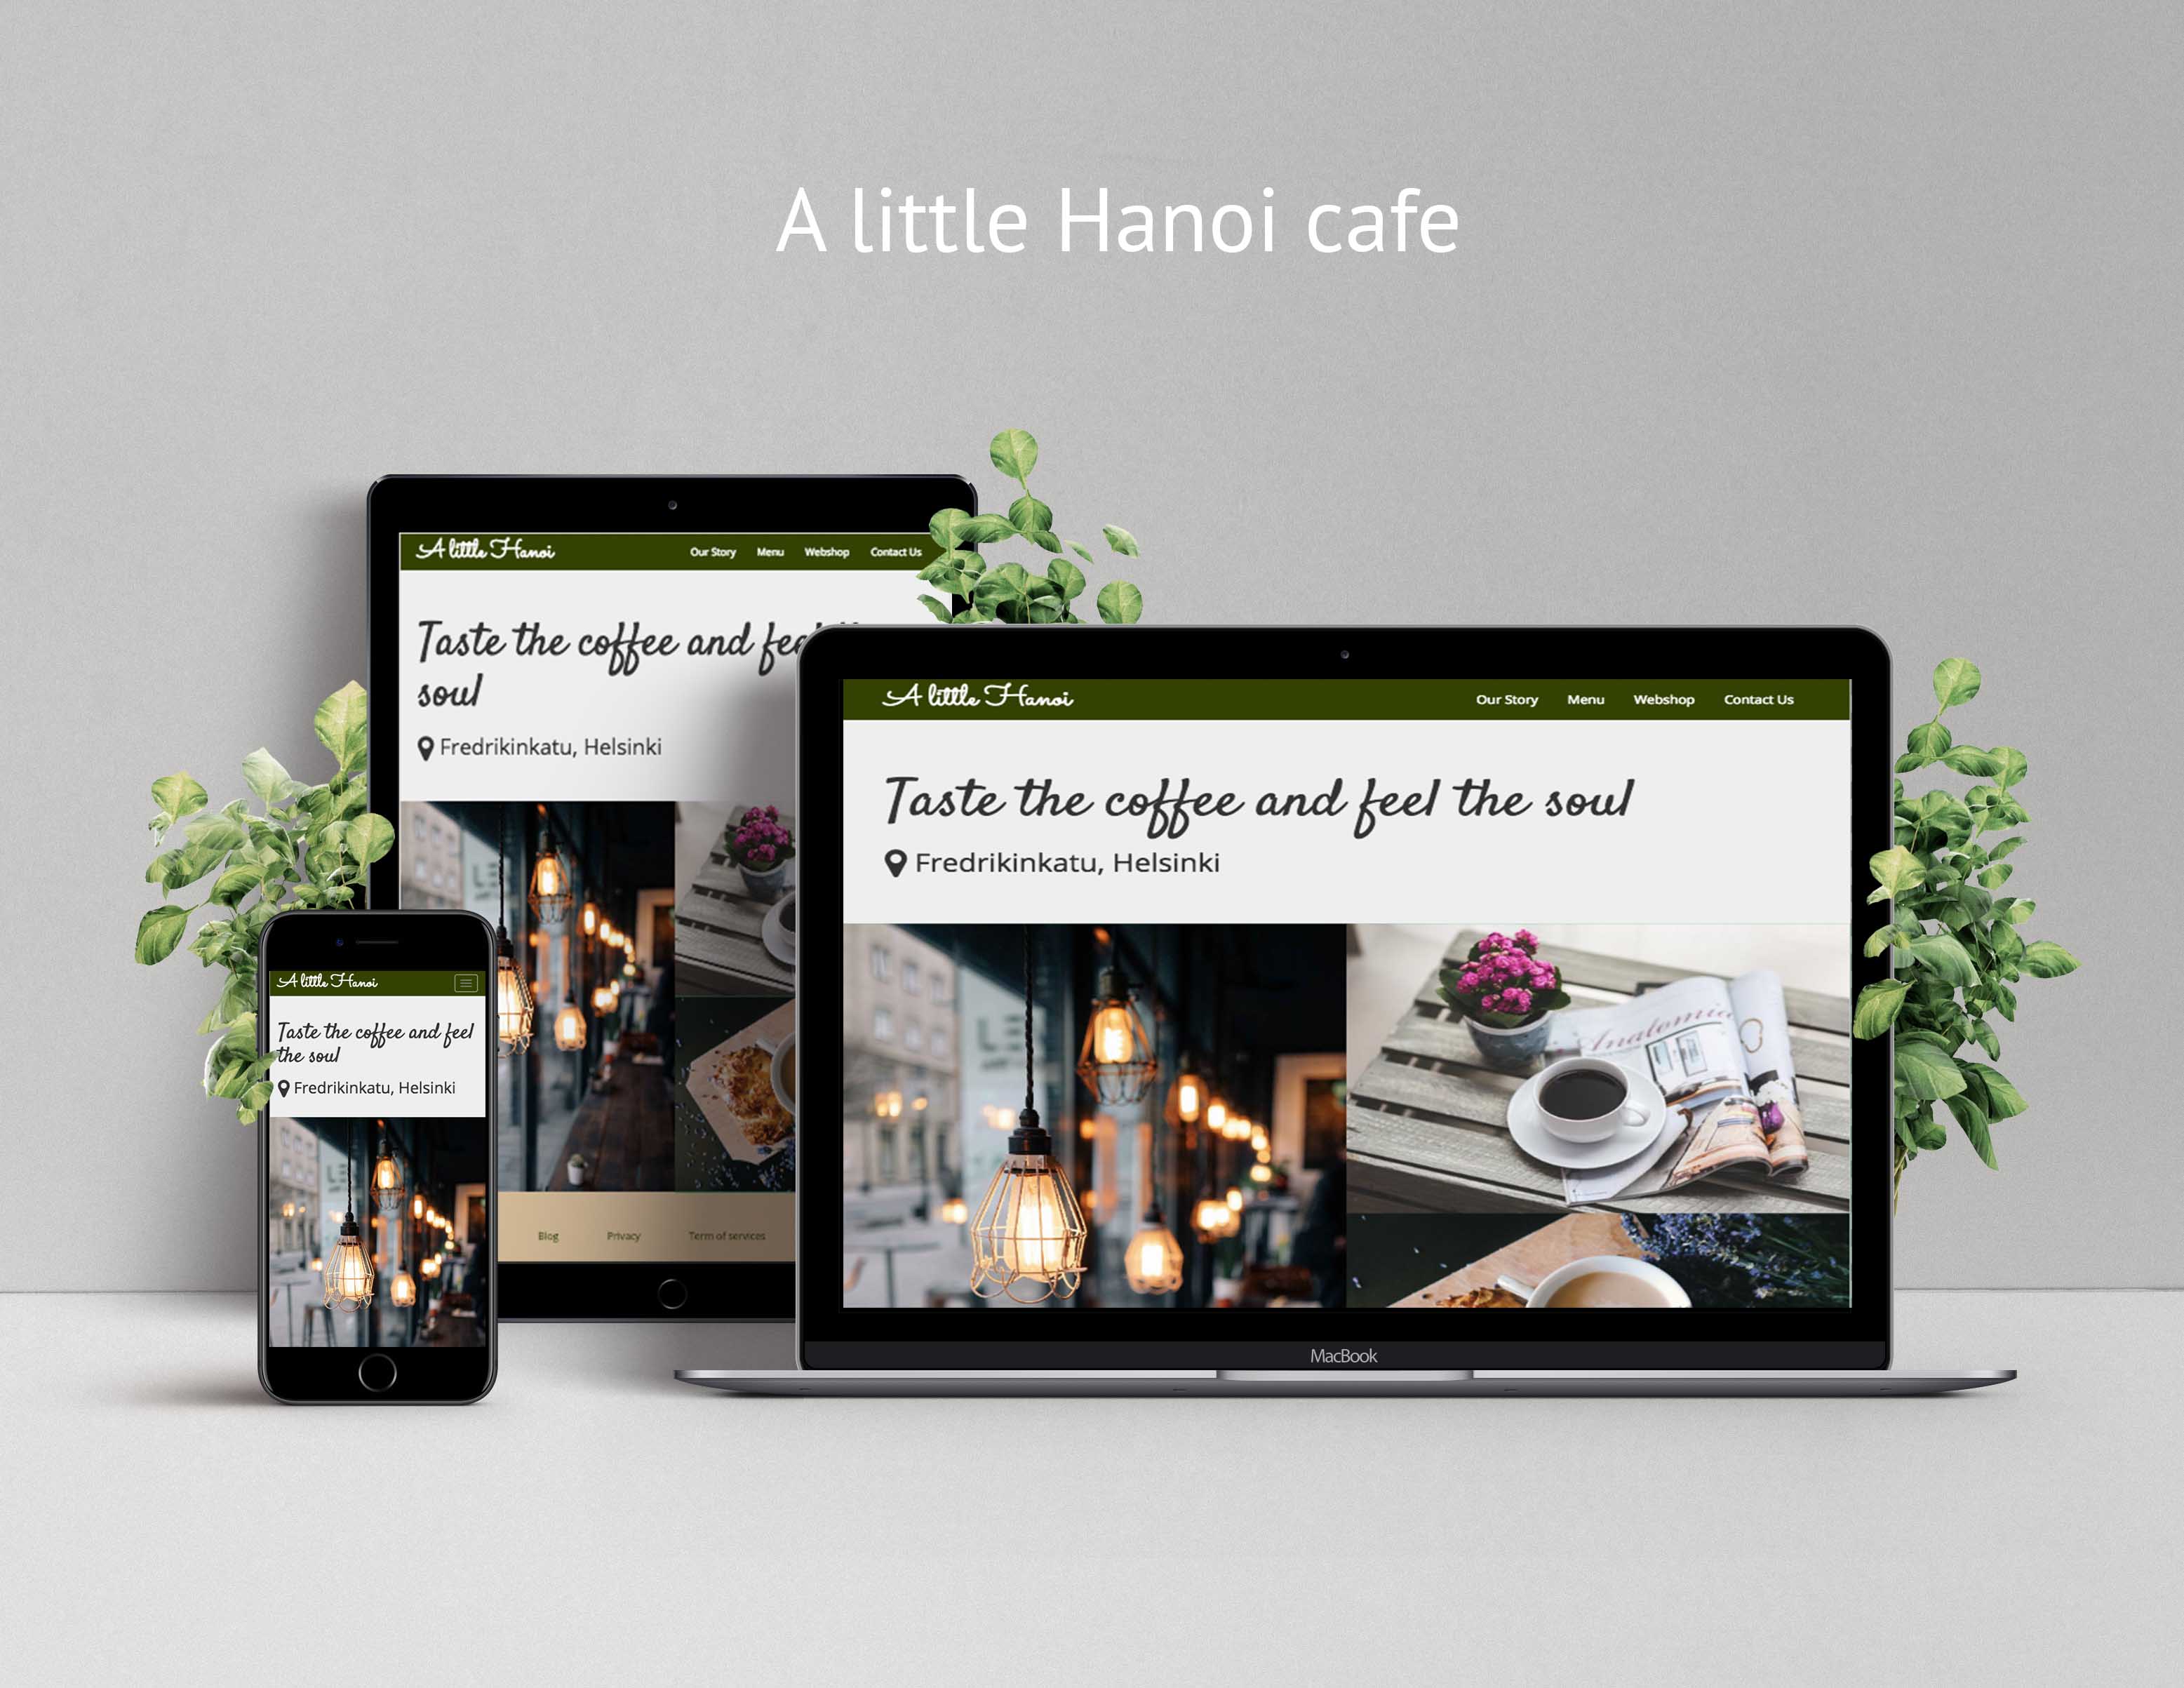 A little Hanoi cafe
A little Hanoi
Our Story Menu Webshop Contact Us
Taste the coffee and
soul
Fredrikinkatu, Helsinki
Blog Privacy Term of services
A little Hanoi
Our Story Menu Webshop Contact Us
Taste the coffee and feel the soul
Fredrikinkatu, Helsinki
Anatomia
MacBook
A little Hanoi
Taste the coffee and feel
the soul
Fredrikinkatu, Helsinki